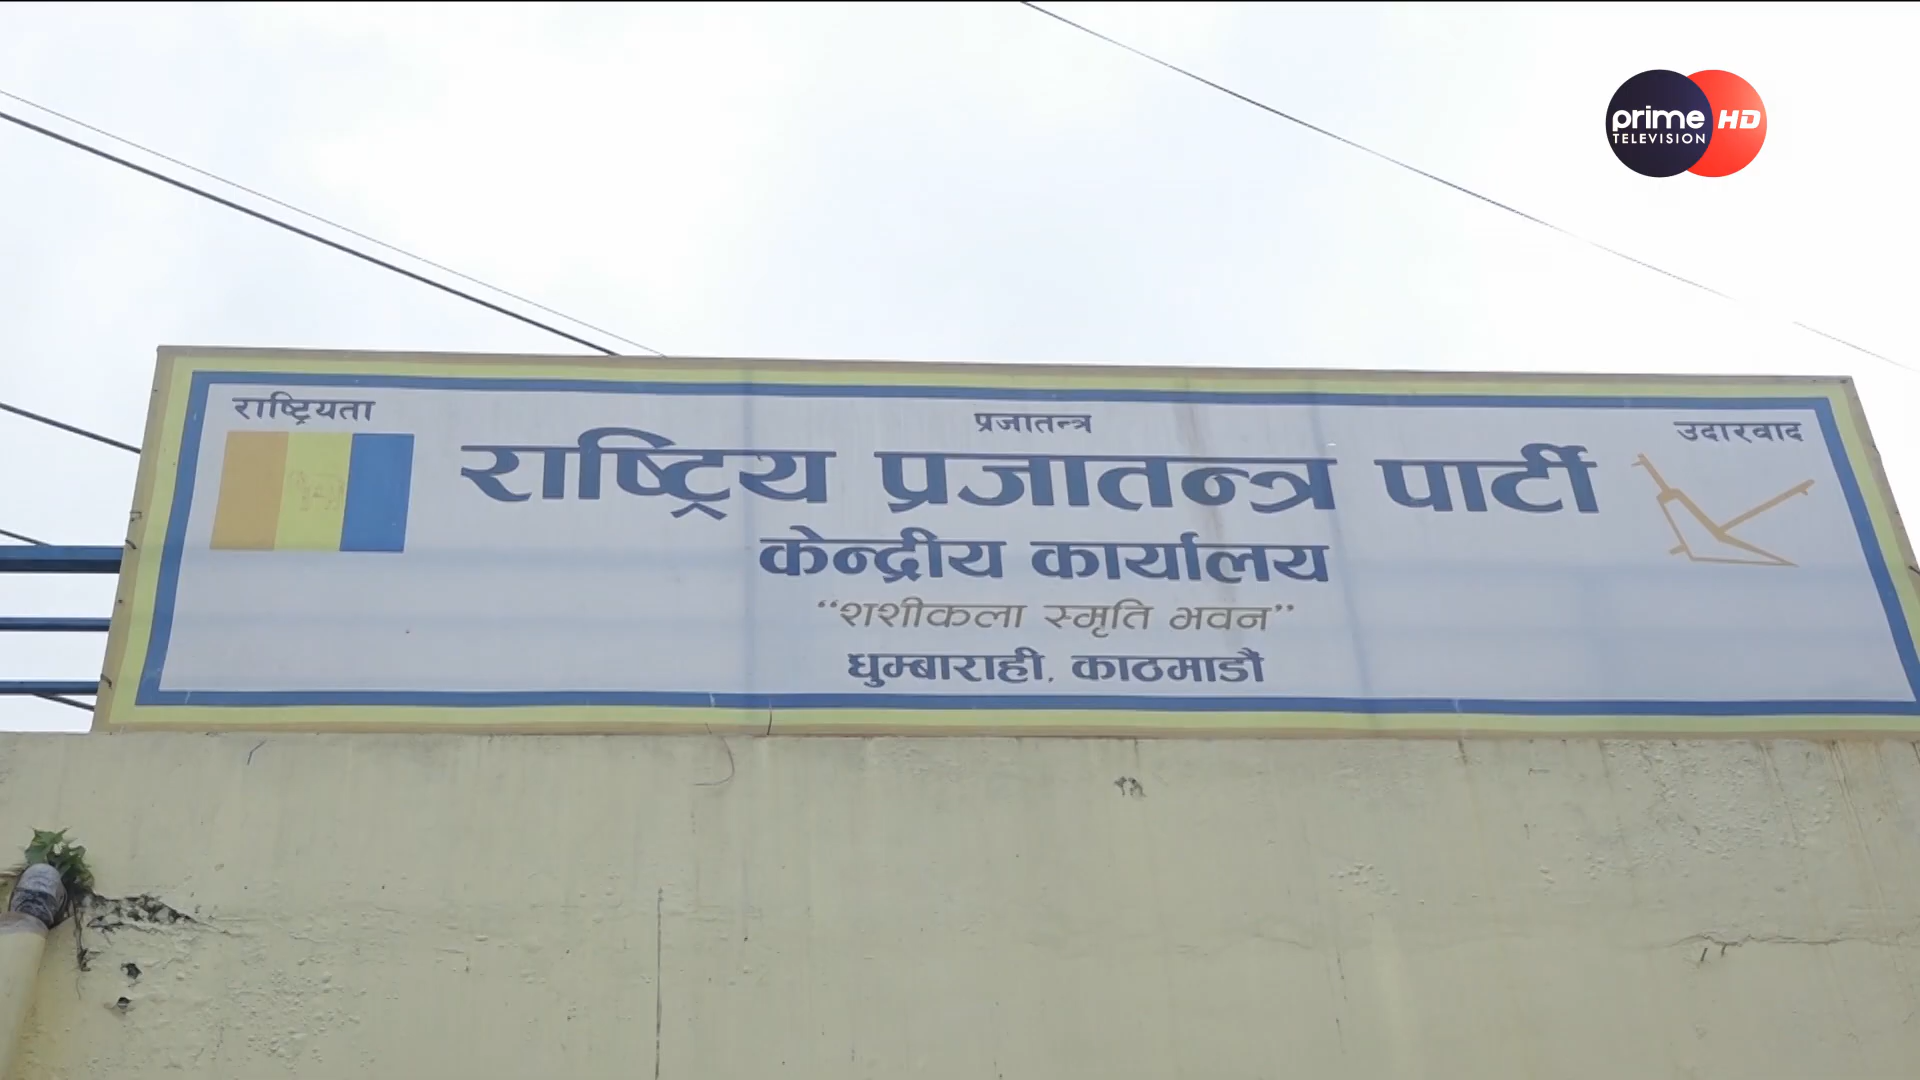 prime HD
TELEVISION
राष्ट्रियता
प्रजातन्त्र
उदारवाद
राष्ट्रिय प्रजातन्त्र पार्टी
केन्द्रीय कार्यालय
“शशीकला स्मृति भवन”
धुम्बाराही, काठमाडौं